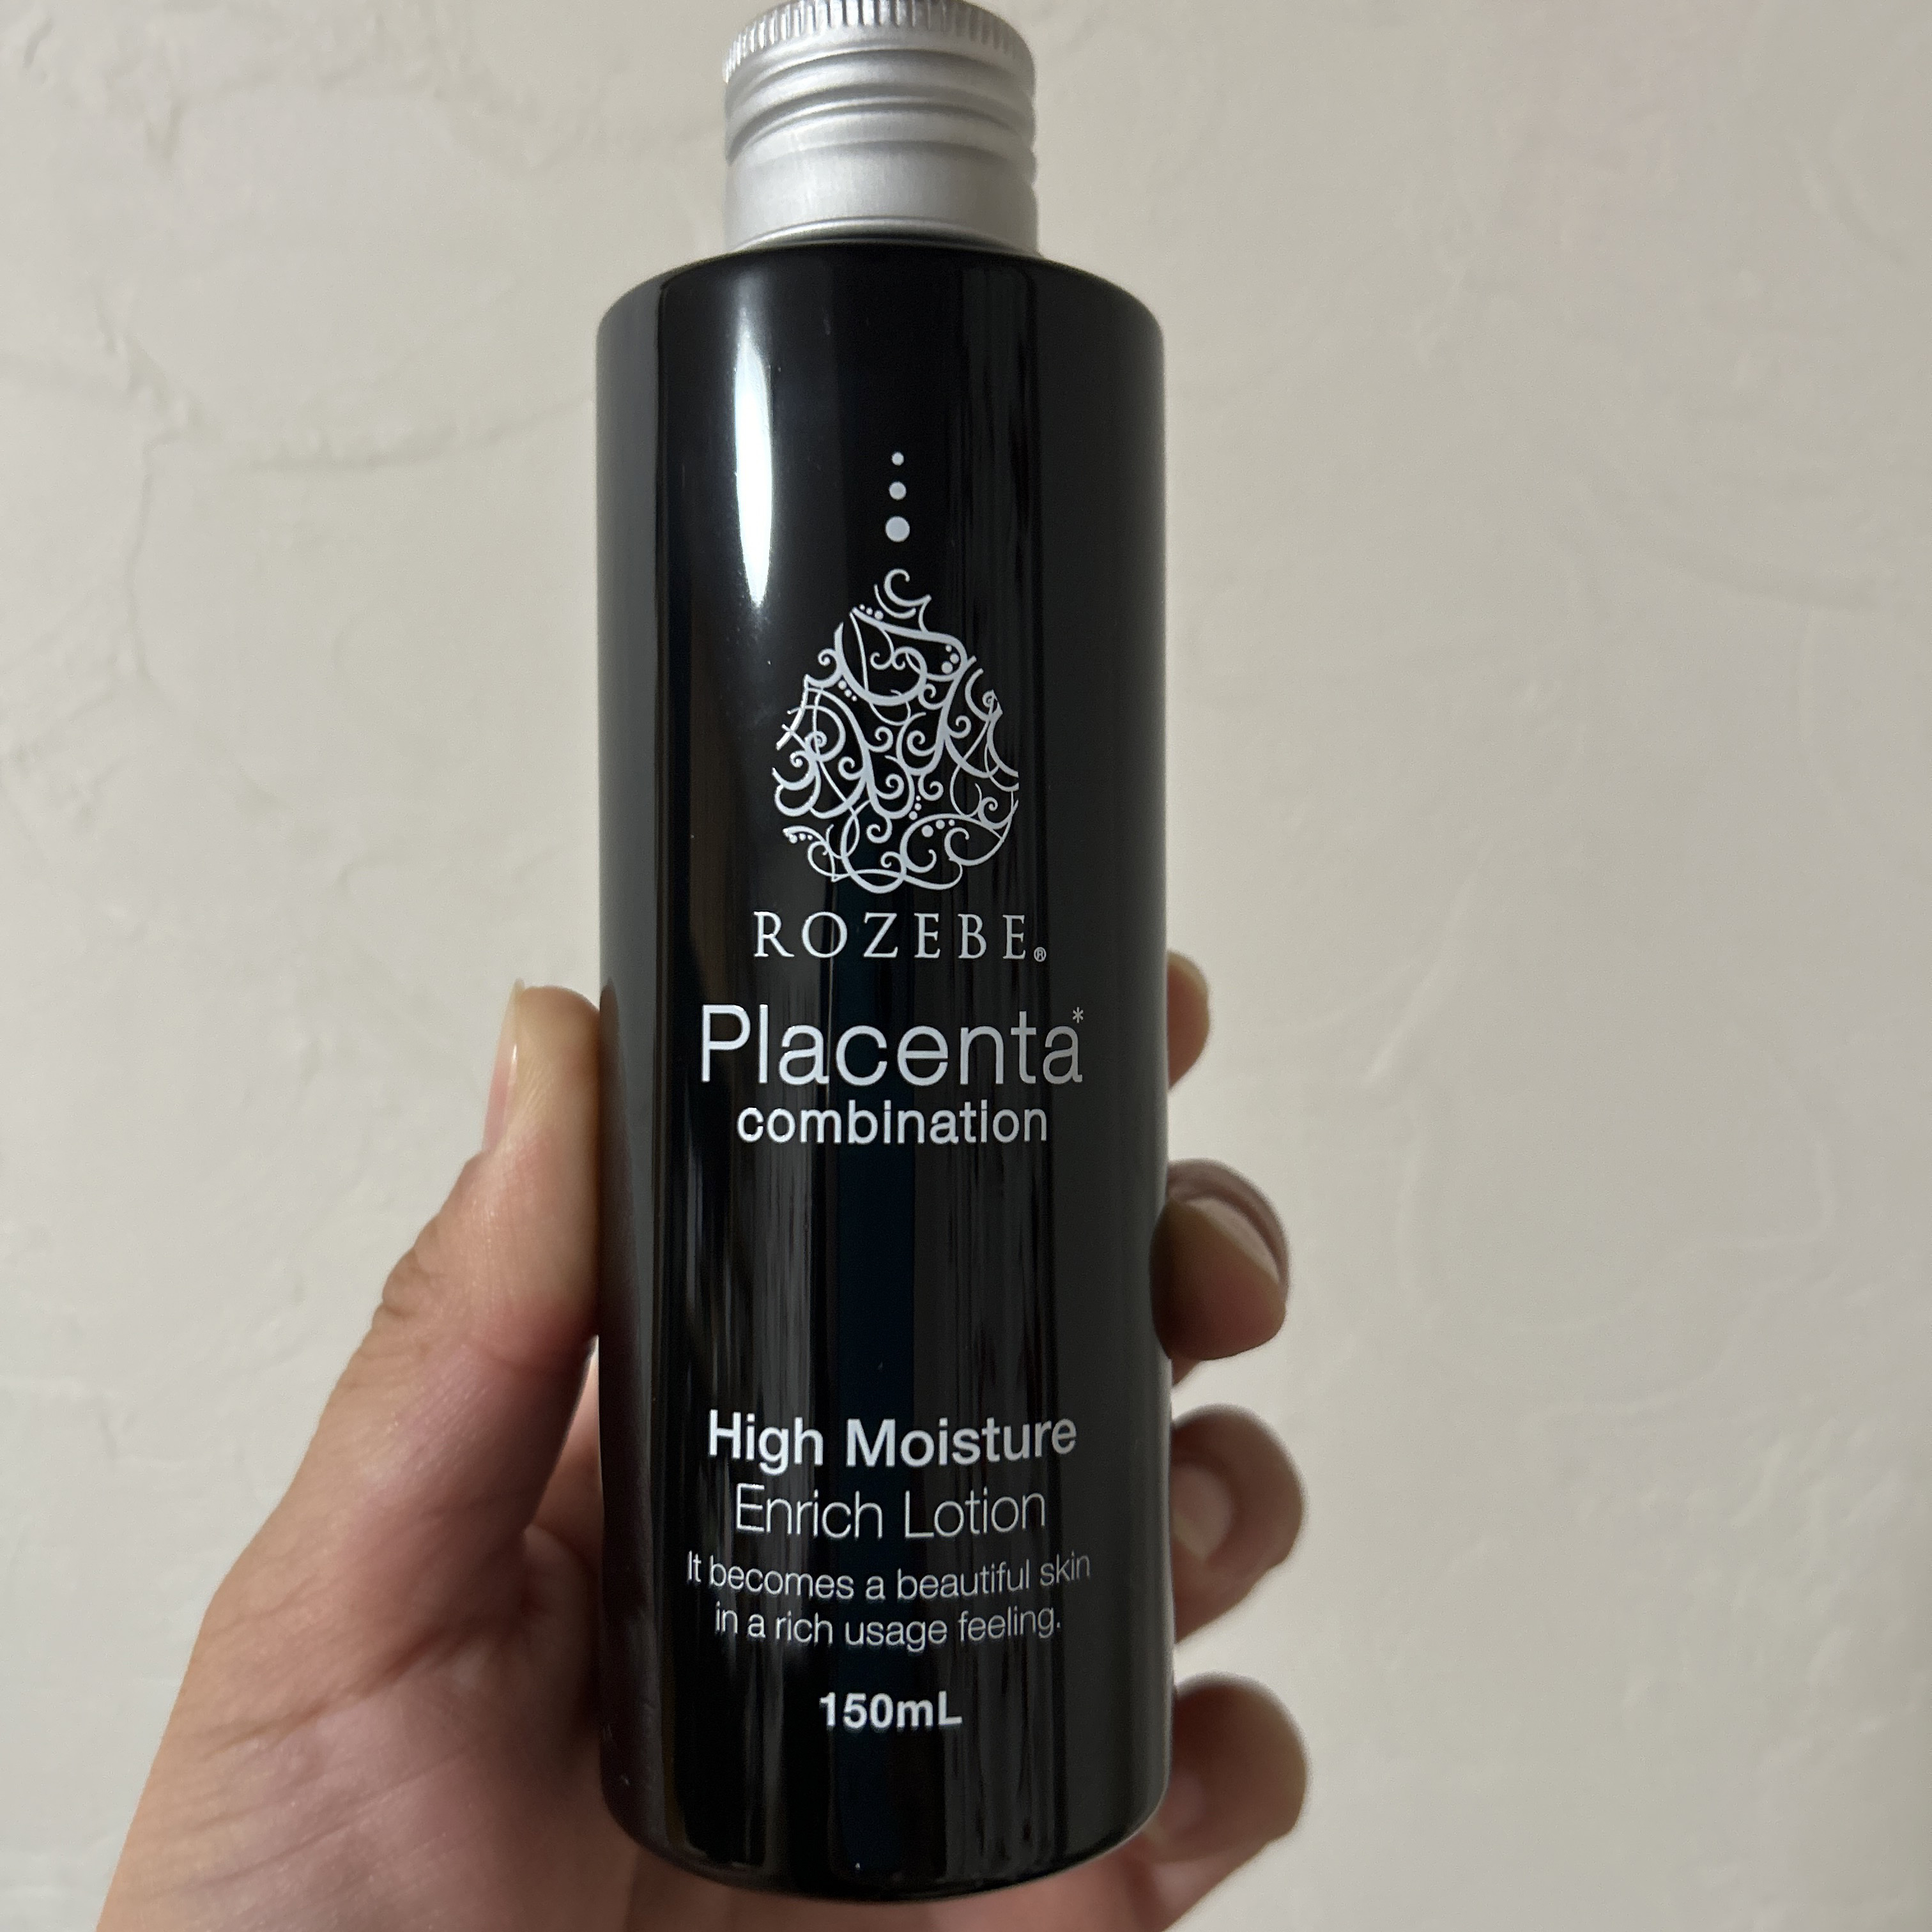 ROZEBE®
Placenta*
combination
High Moisture
Enrich Lotion
It becomes a beautiful skin
in a rich usage feeling.
150mL